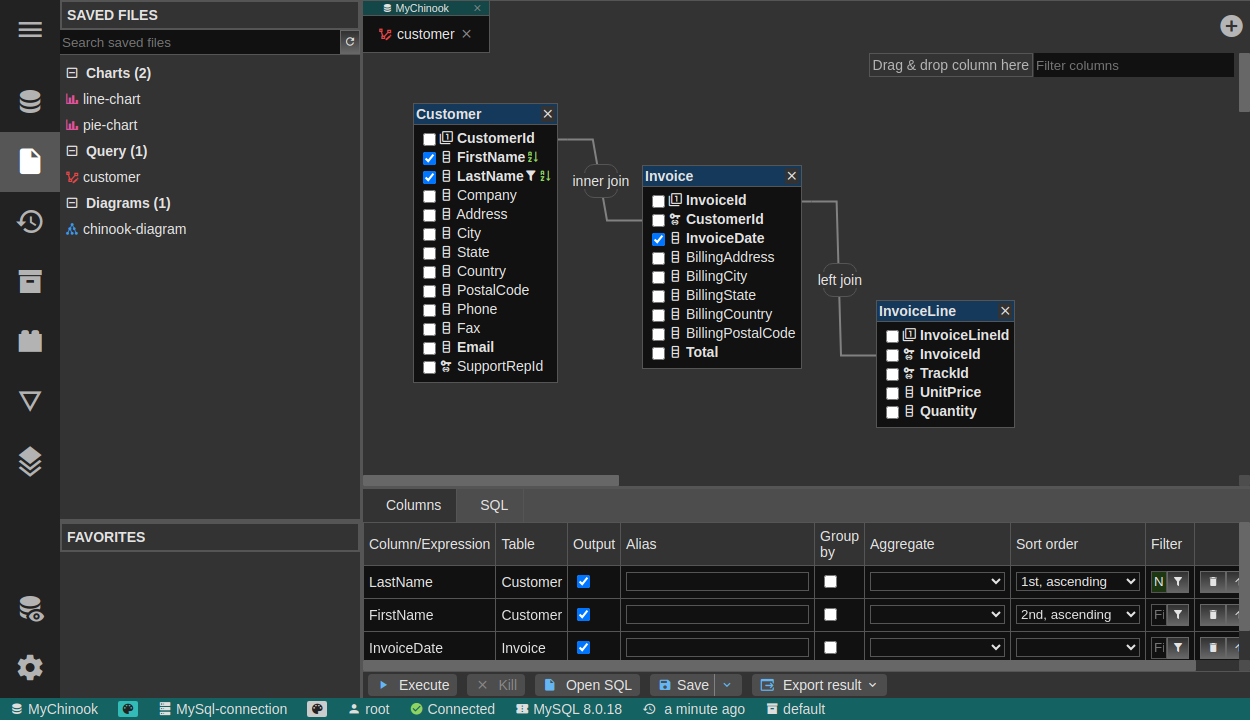 SAVED FILES
Search saved files
Charts (2)
line-chart
pie-chart
Query (1)
customer
Diagrams (1)
chinook-diagram
FAVORITES
MyChinook
customer
Drag & drop column here
Filter columns
Customer
CustomerId
FirstName
LastName
Company
Address
City
State
Country
PostalCode
Phone
Fax
Email
SupportRepId
inner join
Invoice
InvoiceId
CustomerId
InvoiceDate
BillingAddress
BillingCity
BillingState
BillingCountry
BillingPostalCode
Total
left join
InvoiceLine
InvoiceLineId
InvoiceId
TrackId
UnitPrice
Quantity
Columns SQL
Column/Expression Table Output Alias Group by Aggregate Sort order Filter
LastName Customer 1st, ascending N
FirstName Customer 2nd, ascending Fi
InvoiceDate Invoice Fi
Execute Kill Open SQL Save Export result
MyChinook MySql-connection root Connected MySQL 8.0.18 a minute ago default